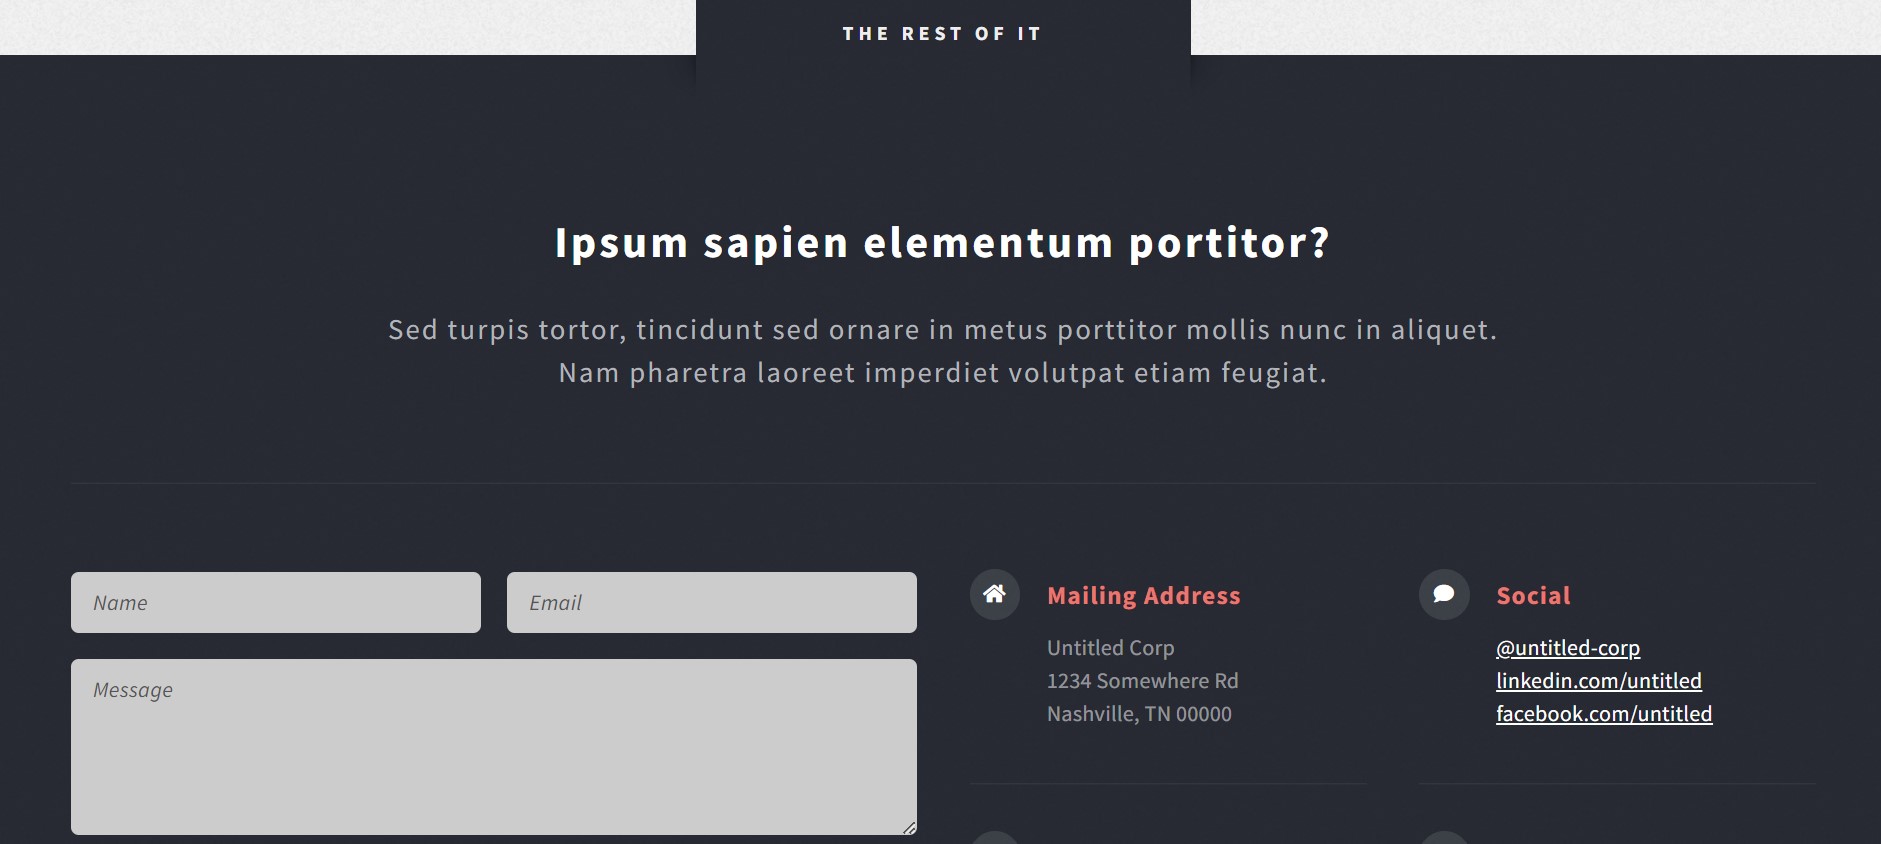 THE REST OF IT
Ipsum sapien elementum portitor?
Sed turpis tortor, tincidunt sed ornare in metus porttitor mollis nunc in aliquet.
Nam pharetra laoreet imperdiet volutpat etiam feugiat.
Name
Email
Message
Mailing Address
Untitled Corp
1234 Somewhere Rd
Nashville, TN 00000
Social
@untitled-corp
linkedin.com/untitled
facebook.com/untitled